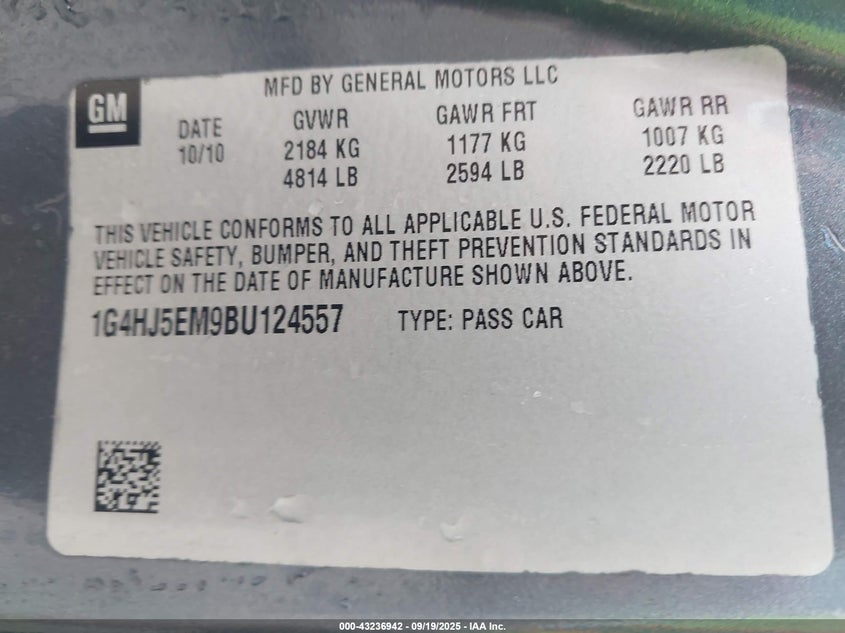 MFD BY GENERAL MOTORS LLC
GM
DATE GVWR GAWR FRT GAWR RR
10/10 2184 KG 1177 KG 1007 KG
4814 LB 2594 LB 2220 LB
THIS VEHICLE CONFORMS TO ALL APPLICABLE U.S. FEDERAL MOTOR
VEHICLE SAFETY, BUMPER, AND THEFT PREVENTION STANDARDS IN
EFFECT ON THE DATE OF MANUFACTURE SHOWN ABOVE.
1G4HJ5EM9BU124557 TYPE: PASS CAR
000-43236942 - 09/19/2025 - IAA Inc.